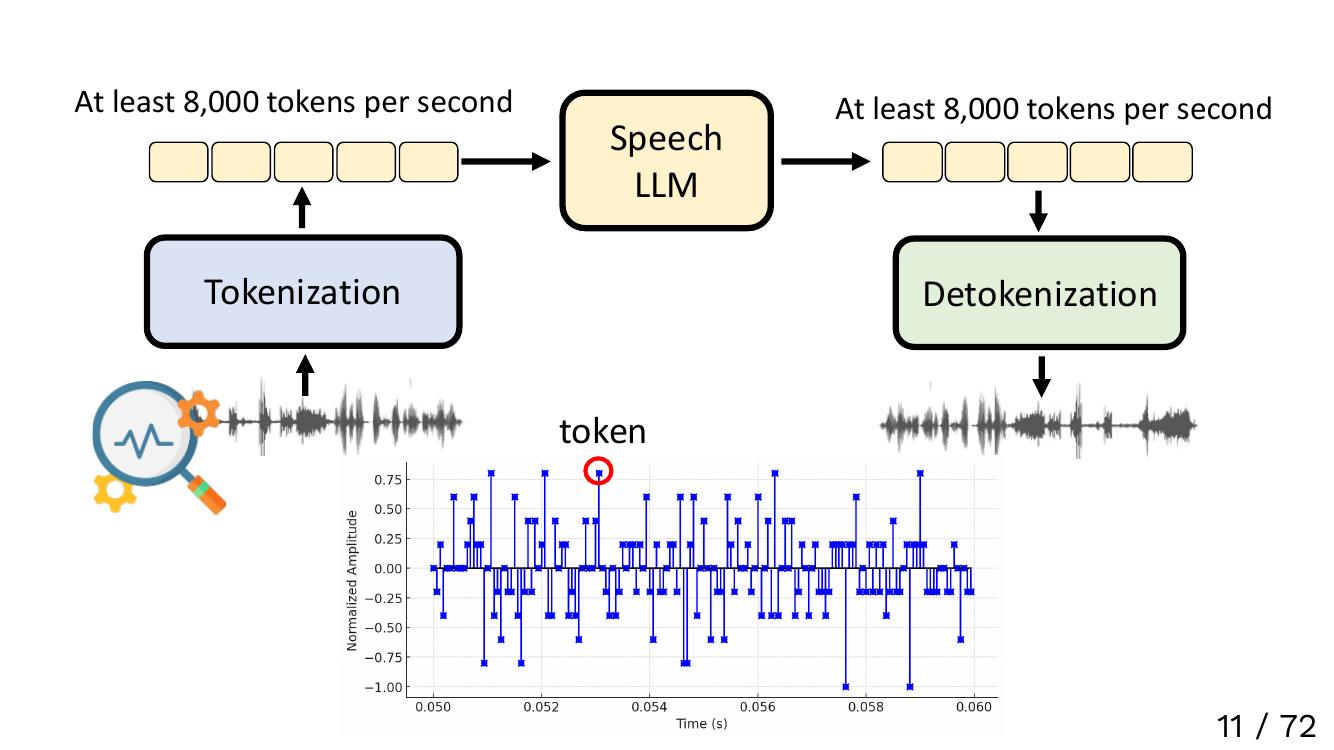 At least 8,000 tokens per second
Speech
LLM
At least 8,000 tokens per second
Tokenization
Detokenization
token
Normalized Amplitude
0.75
0.50
0.25
0.00
−0.25
−0.50
−0.75
−1.00
0.050 0.052 0.054 0.056 0.058 0.060
Time (s)
11 / 72